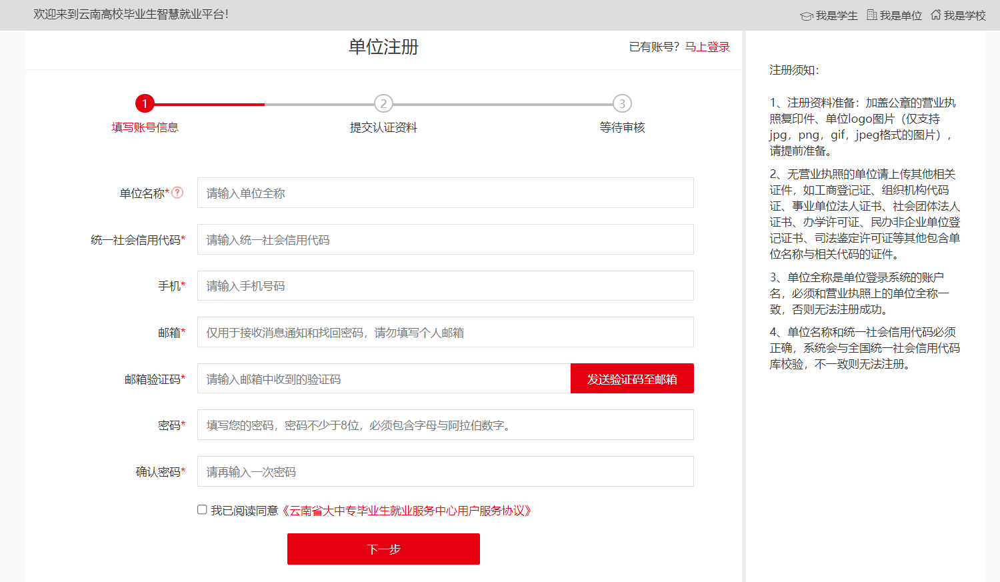 欢迎来到云南高校毕业生智慧就业平台！
我是学生 我是单位 我是学校
单位注册
已有账号？马上登录
1 2 3
填写账号信息 提交认证资料 等待审核
单位名称*? 请输入单位全称
统一社会信用代码* 请输入统一社会信用代码
手机* 请输入手机号码
邮箱* 仅用于接收消息通知和找回密码，请勿填写个人邮箱
邮箱验证码* 请输入邮箱中收到的验证码 发送验证码至邮箱
密码* 填写您的密码，密码不少于8位，必须包含字母与阿拉伯数字。
确认密码* 请再输入一次密码
我已阅读同意《云南省大中专毕业生就业服务中心用户服务协议》
下一步
注册须知：
1、注册资料准备：加盖公章的营业执
照复印件、单位logo图片（仅支持
jpg，png，gif，jpeg格式的图片），
请提前准备。
2、无营业执照的单位请上传其他相关
证件，如工商登记证、组织机构代码
证、事业单位法人证书、社会团体法人
证书、办学许可证、民办非企业单位登
记证书、司法鉴定许可证等其他包含单
位名称与相关代码的证件。
3、单位全称是单位登录系统的账户
名，必须和营业执照上的单位全称一
致，否则无法注册成功。
4、单位名称和统一社会信用代码必须
正确，系统会与全国统一社会信用代码
库校验，不一致则无法注册。